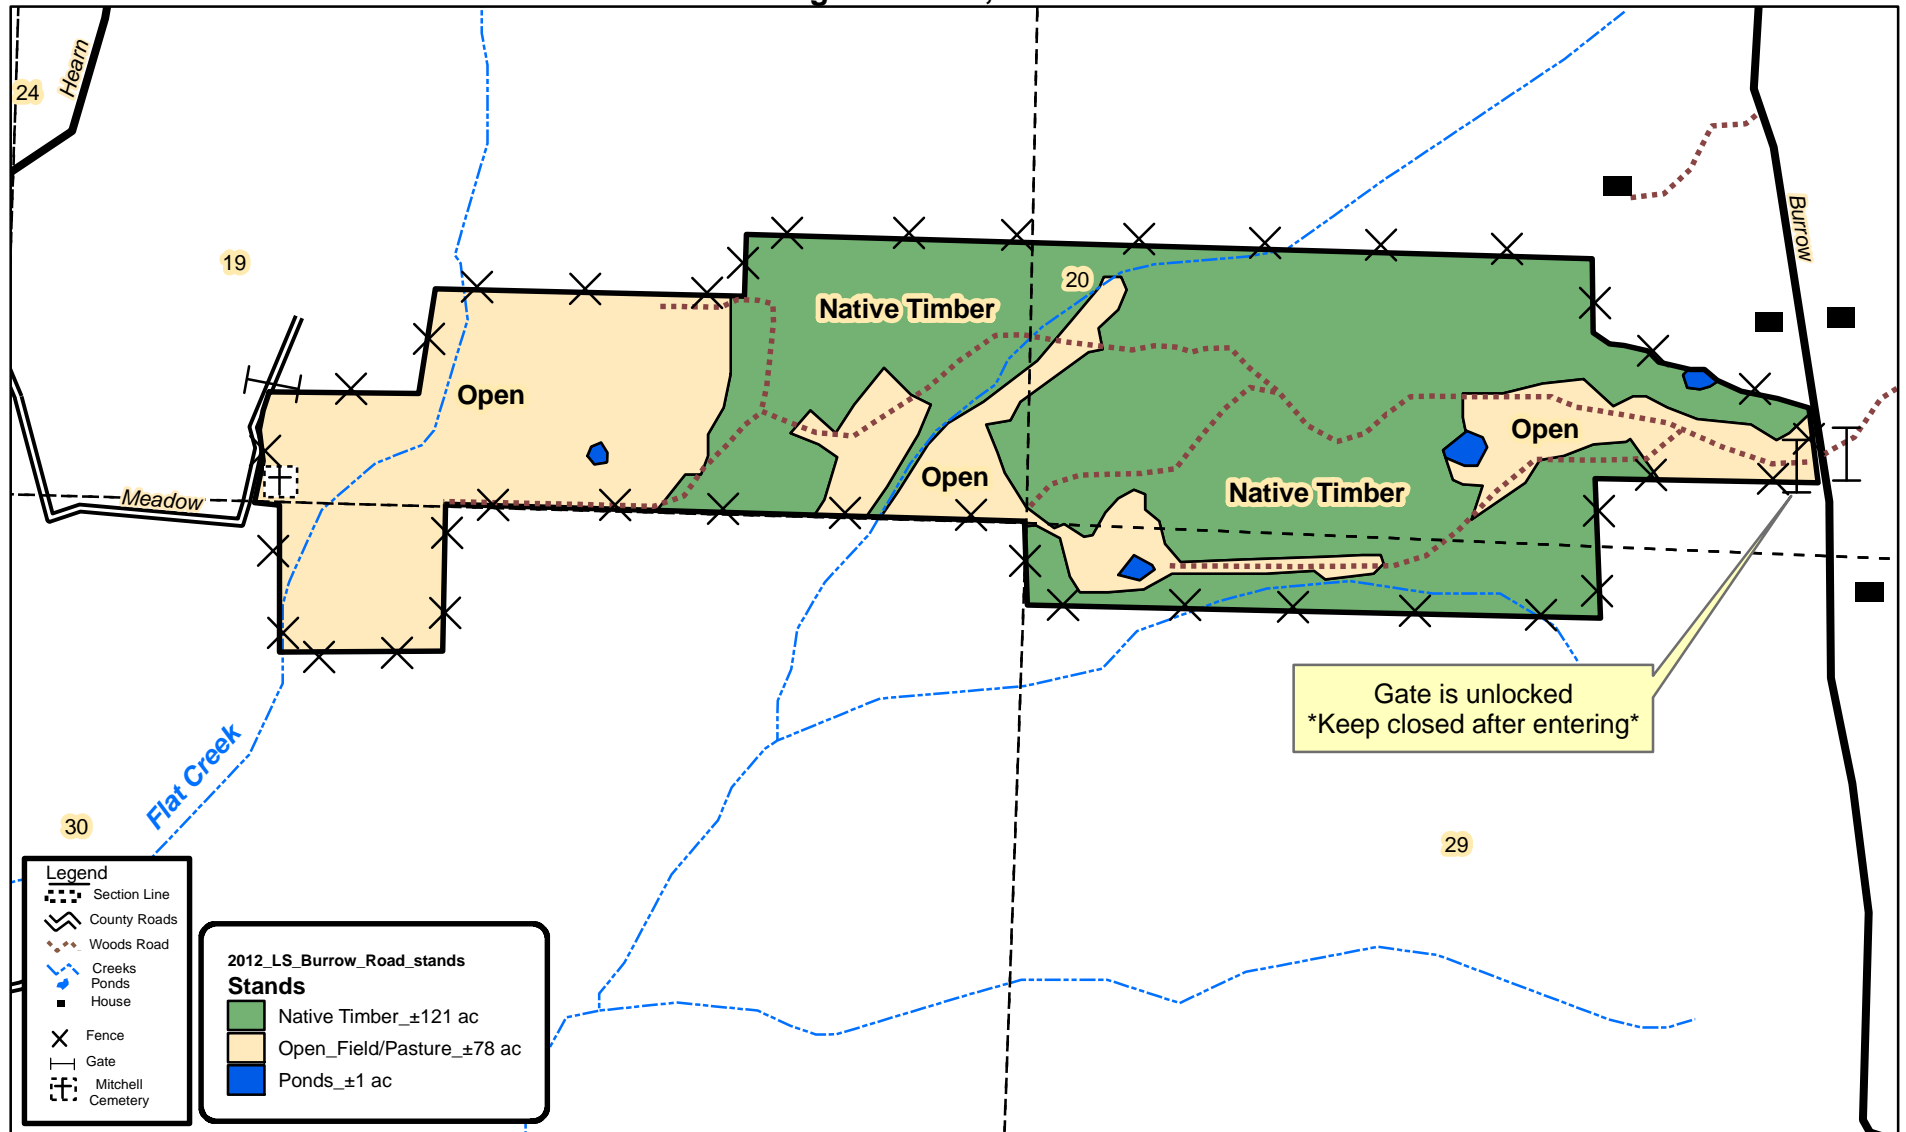 24
Hearn
19
Burrow
20
Native Timber
Open
Open
Open
Native Timber
Meadow
Gate is unlocked
*Keep closed after entering*
Flat Creek
30
29
Legend
Section Line
County Roads
Woods Road
Creeks
Ponds
House
Fence
Gate
Mitchell
Cemetery
2012_LS_Burrow_Road_stands
Stands
Native Timber_±121 ac
Open_Field/Pasture_±78 ac
Ponds_±1 ac